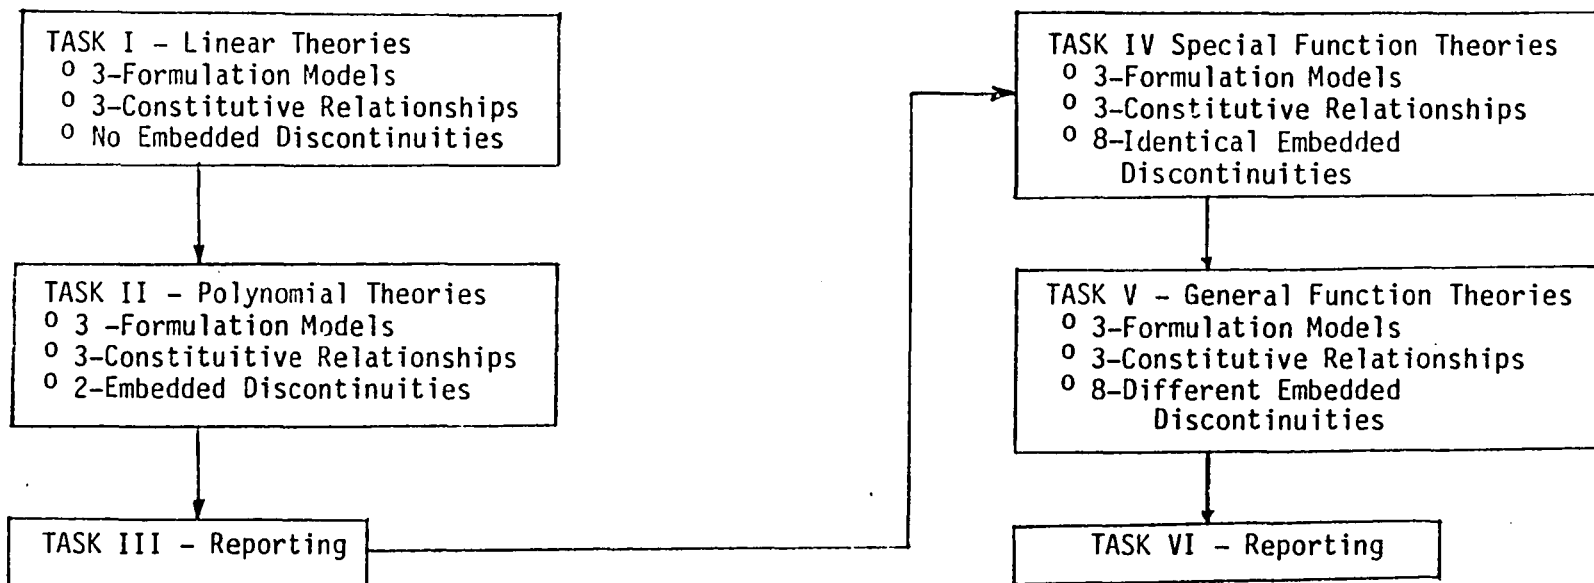 TASK I – Linear Theories
o 3–Formulation Models
o 3–Constitutive Relationships
o No Embedded Discontinuities
TASK II – Polynomial Theories
o 3 –Formulation Models
o 3–Constituitive Relationships
o 2–Embedded Discontinuities
TASK III – Reporting
TASK IV Special Function Theories
o 3–Formulation Models
o 3–Constitutive Relationships
o 8–Identical Embedded
Discontinuities
TASK V – General Function Theories
o 3–Formulation Models
o 3–Constitutive Relationships
o 8–Different Embedded
Discontinuities
TASK VI – Reporting